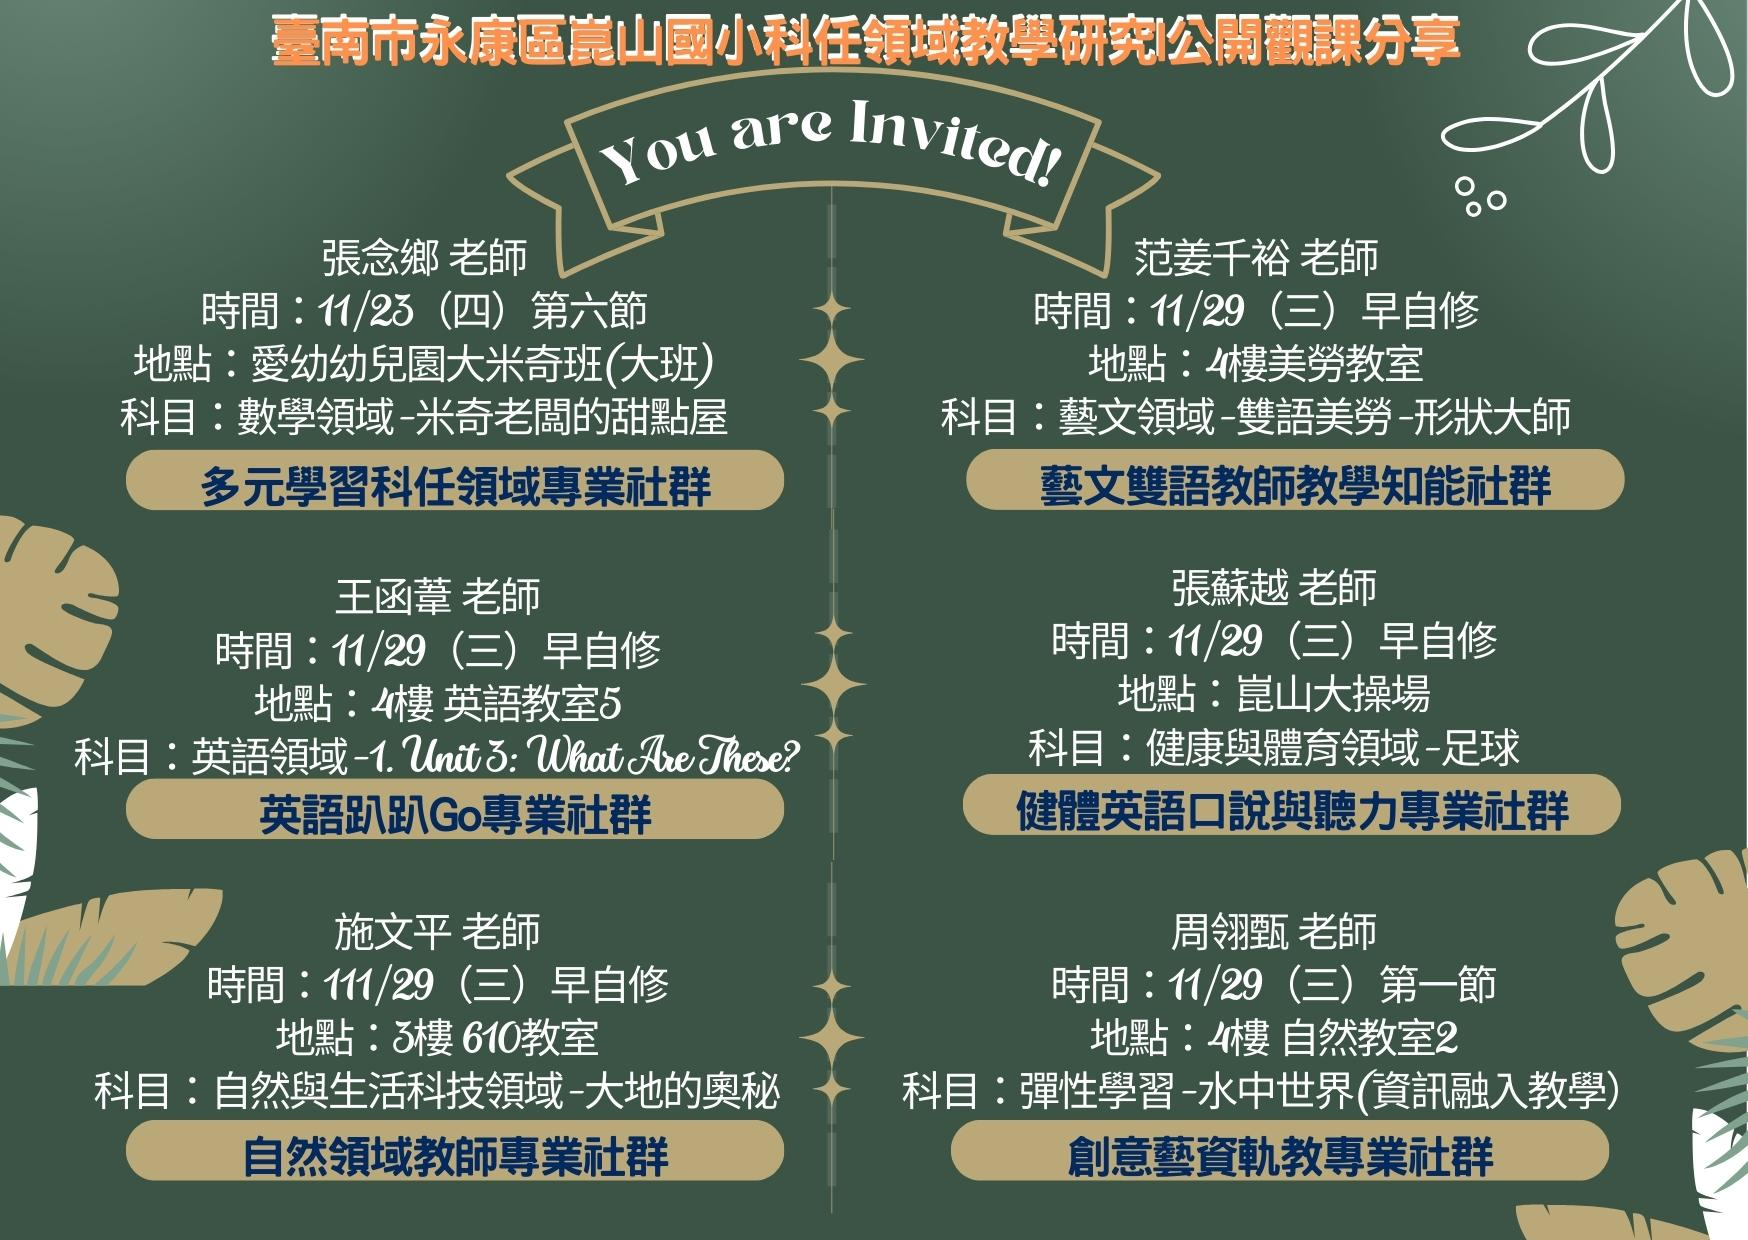 臺南市永康區崑山國小科任領域教學研究|公開觀課分享
You are Invited!
張念鄉 老師
時間：11/23（四）第六節
地點：愛幼幼兒園大米奇班(大班)
科目：數學領域-米奇老闆的甜點屋
多元學習科任領域專業社群
范姜千裕 老師
時間：11/29（三）早自修
地點：4樓美勞教室
科目：藝文領域-雙語美勞-形狀大師
藝文雙語教師教學知能社群
王函葦 老師
時間：11/29（三）早自修
地點：4樓 英語教室5
科目：英語領域-1. Unit 3: What Are These?
英語趴趴Go專業社群
張蘇越 老師
時間：11/29（三）早自修
地點：崑山大操場
科目：健康與體育領域-足球
健體英語口說與聽力專業社群
施文平 老師
時間：111/29（三）早自修
地點：3樓 610教室
科目：自然與生活科技領域-大地的奧秘
自然領域教師專業社群
周翎甄 老師
時間：11/29（三）第一節
地點：4樓 自然教室2
科目：彈性學習-水中世界(資訊融入教學)
創意藝資軌教專業社群